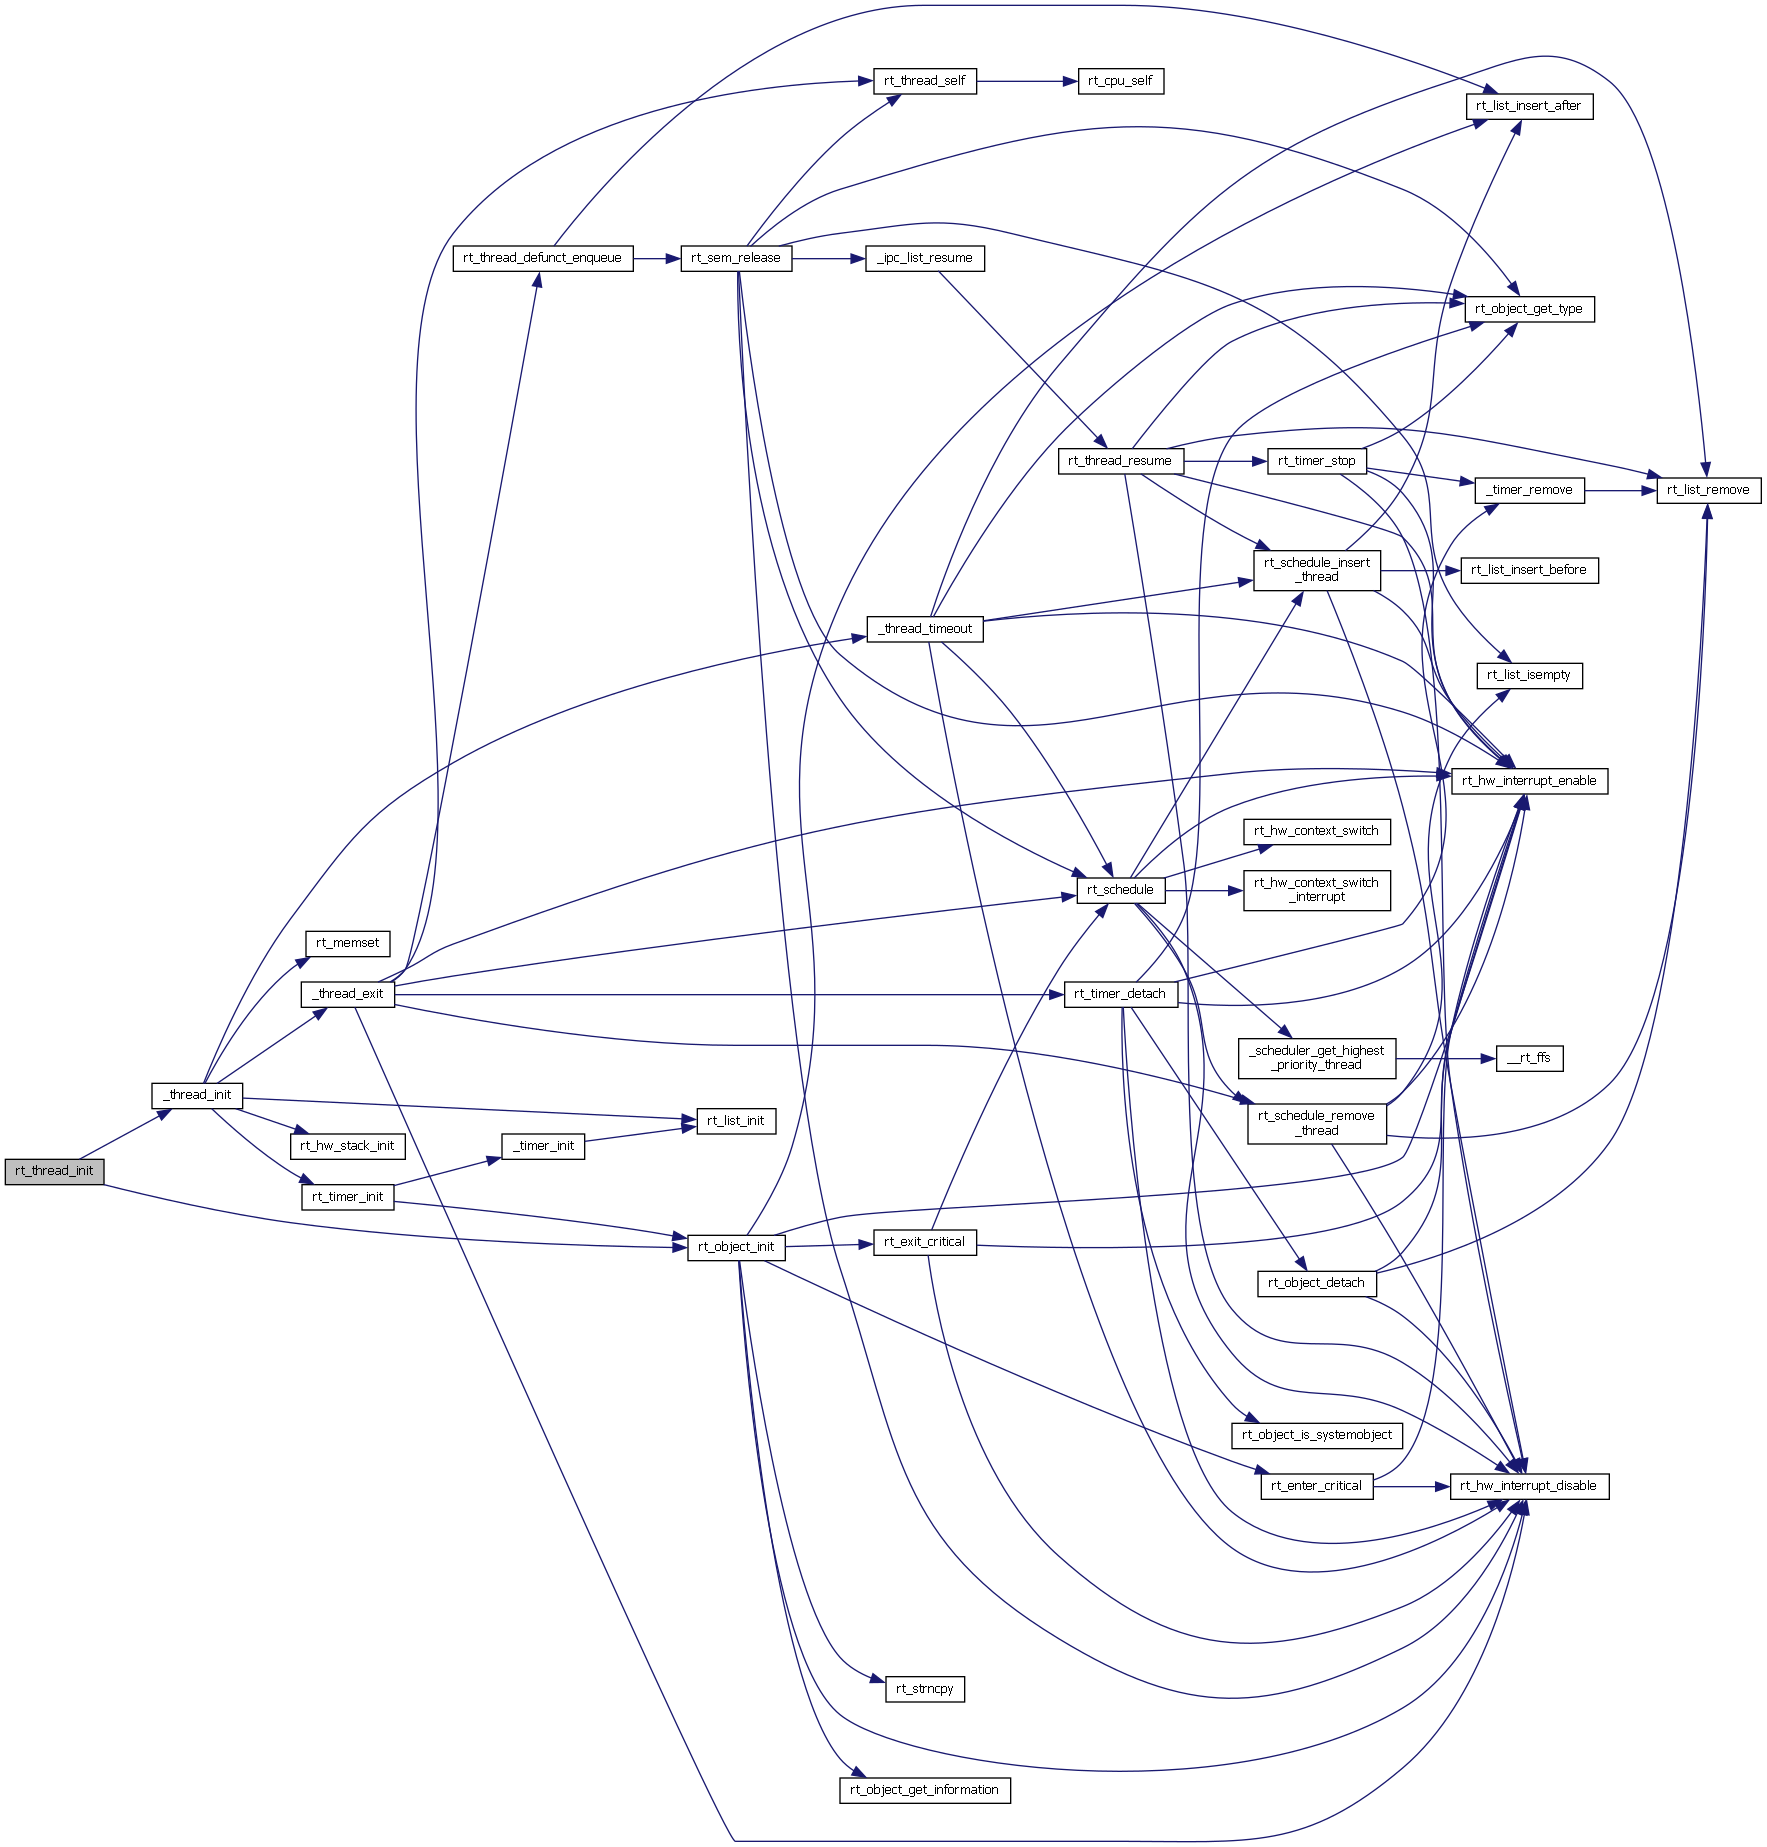 rt_thread_self
rt_cpu_self
rt_list_insert_after
rt_thread_defunct_enqueue
rt_sem_release
_ipc_list_resume
rt_object_get_type
rt_thread_resume
rt_timer_stop
_timer_remove
rt_list_remove
rt_schedule_insert
_thread
rt_list_insert_before
_thread_timeout
rt_list_isempty
rt_hw_interrupt_enable
rt_hw_context_switch
rt_schedule
rt_hw_context_switch
_interrupt
rt_memset
_thread_exit
rt_timer_detach
_scheduler_get_highest
_priority_thread
__rt_ffs
_thread_init
rt_list_init
rt_schedule_remove
_thread
rt_hw_stack_init
_timer_init
rt_thread_init
rt_timer_init
rt_object_init
rt_exit_critical
rt_object_detach
rt_object_is_systemobject
rt_enter_critical
rt_hw_interrupt_disable
rt_strncpy
rt_object_get_information